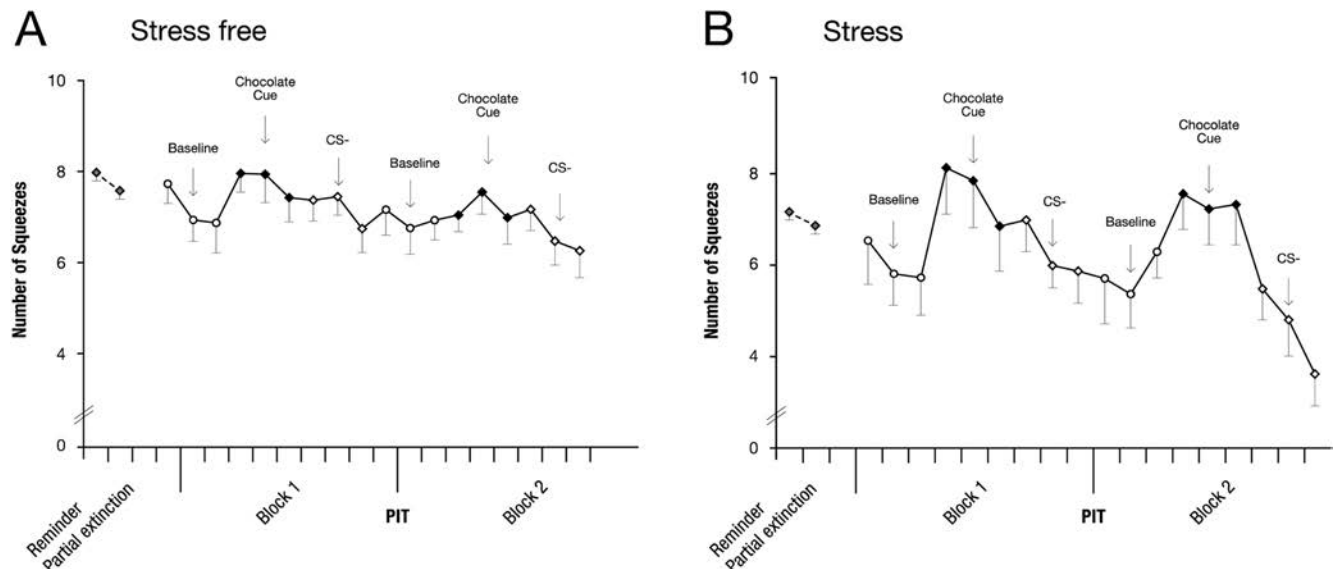 A
Stress free
Number of Squeezes
10
8
6
4
0
Baseline
Chocolate
Cue
CS-
Baseline
Chocolate
Cue
CS-
Reminder
Partial extinction
Block 1
PIT
Block 2
B
Stress
Number of Squeezes
10
8
6
4
0
Baseline
Chocolate
Cue
CS-
Baseline
Chocolate
Cue
CS-
Reminder
Partial extinction
Block 1
PIT
Block 2